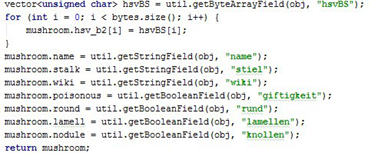 vector<unsigned char> hsvBS = util.getByteArrayField(obj, "hsvBS");
for (int i = 0; i < bytes.size(); i++) {
mushroom.hsv_b2[i] = hsvBS[i];
}
mushroom.name = util.getStringField(obj, "name");
mushroom.stalk = util.getStringField(obj, "stiel");
mushroom.wiki = util.getStringField(obj, "wiki");
mushroom.poisonous = util.getBooleanField(obj, "giftigkeit");
mushroom.round = util.getBooleanField(obj, "rund");
mushroom.lamell = util.getBooleanField(obj, "lamellen");
mushroom.nodule = util.getBooleanField(obj, "knollen");
return mushroom;